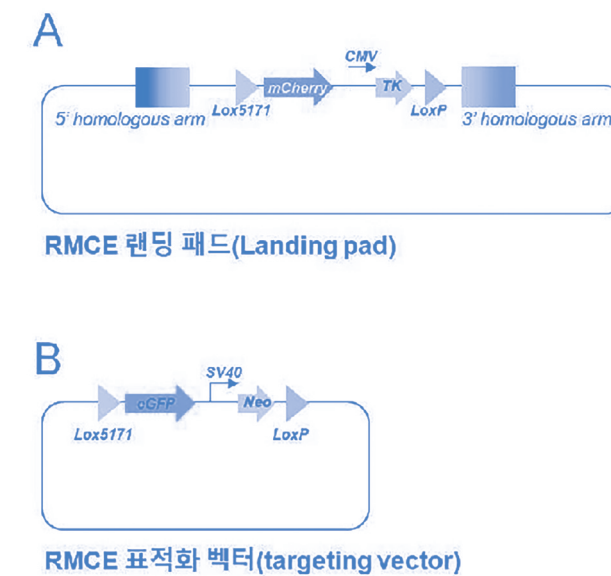 A
CMV
mCherry
TK
5' homologous arm
Lox5171
LoxP
3' homologous arm
RMCE 랜딩 패드(Landing pad)
B
SV40
eGFP
Neo
Lox5171
LoxP
RMCE 표적화 벡터(targeting vector)